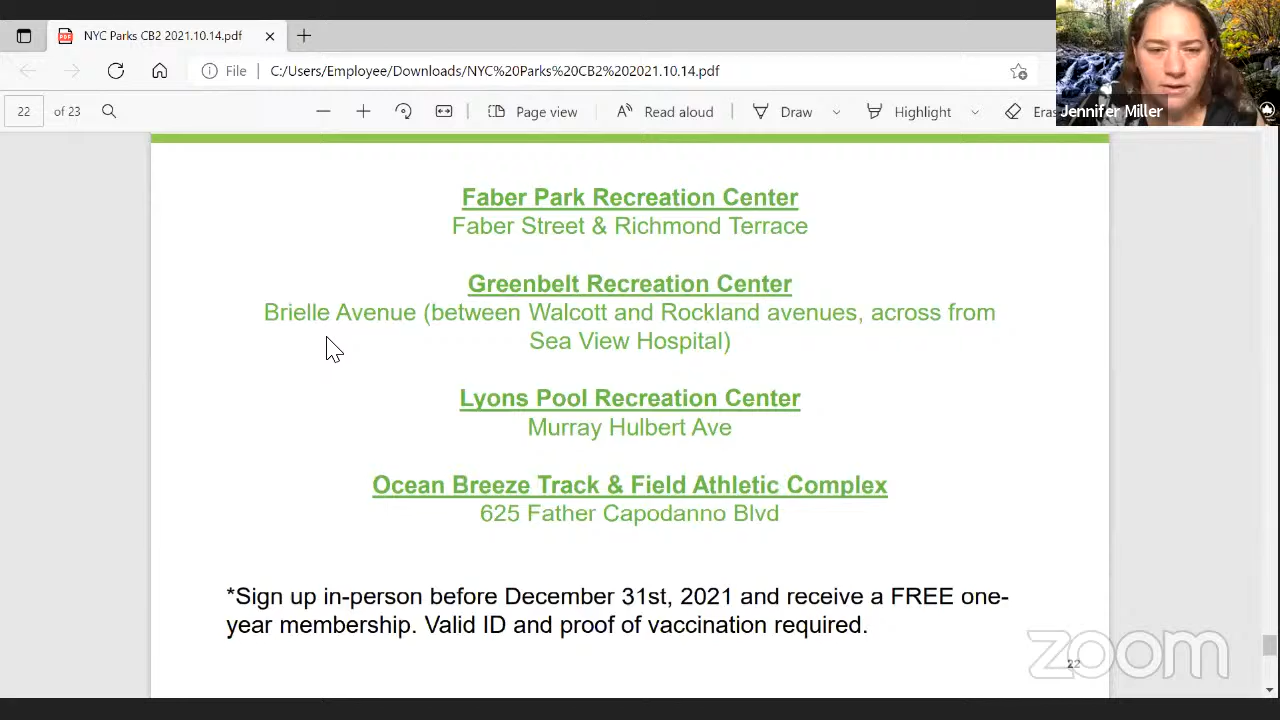 NYC Parks CB2 2021.10.14.pdf
File
C:/Users/Employee/Downloads/NYC%20Parks%20CB2%202021.10.14.pdf
22 of 23
Page view
Read aloud
Draw
Highlight
Eras
Jennifer Miller
Faber Park Recreation Center
Faber Street & Richmond Terrace
Greenbelt Recreation Center
Brielle Avenue (between Walcott and Rockland avenues, across from
Sea View Hospital)
Lyons Pool Recreation Center
Murray Hulbert Ave
Ocean Breeze Track & Field Athletic Complex
625 Father Capodanno Blvd
*Sign up in-person before December 31st, 2021 and receive a FREE one-
year membership. Valid ID and proof of vaccination required.
zoom
22